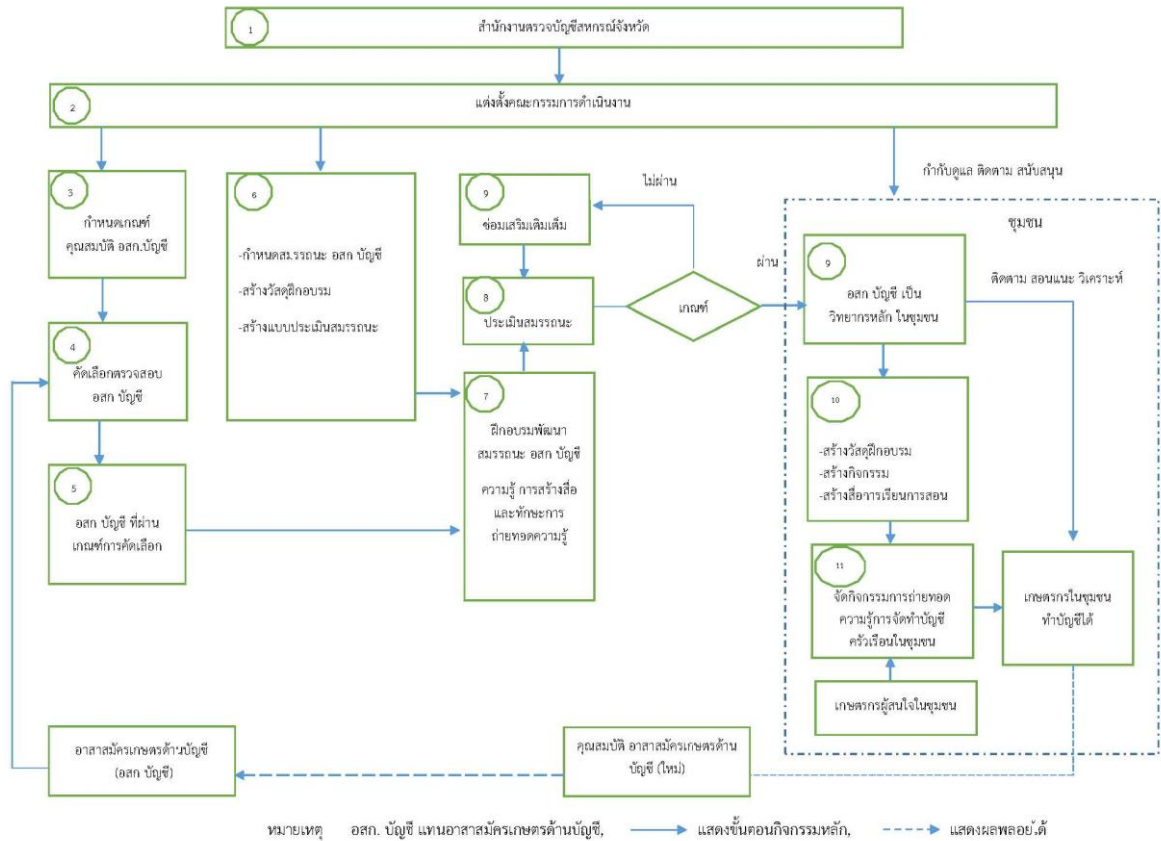 1
สำนักงานตรวจบัญชีสหกรณ์จังหวัด
2
แต่งตั้งคณะกรรมการดำเนินงาน
3
กำหนดเกณฑ์
คุณสมบัติ อสก.บัญชี
4
คัดเลือกตรวจสอบ
อสก บัญชี
5
อสก บัญชี ที่ผ่าน
เกณฑ์การคัดเลือก
6
-กำหนดสมรรถนะ อสก บัญชี
-สร้างวัสดุฝึกอบรม
-สร้างแบบประเมินสมรรถนะ
9
ซ่อมเสริมเติมเต็ม
8
ประเมินสมรรถนะ
7
ฝึกอบรมพัฒนา
สมรรถนะ อสก บัญชี
ความรู้ การสร้างสื่อ
และทักษะการ
ถ่ายทอดความรู้
ไม่ผ่าน
เกณฑ์
ผ่าน
กำกับดูแล ติดตาม สนับสนุน
ชุมชน
9
อสก บัญชี เป็น
วิทยากรหลัก ในชุมชน
ติดตาม สอนแนะ วิเคราะห์
10
-สร้างวัสดุฝึกอบรม
-สร้างกิจกรรม
-สร้างสื่อการเรียนการสอน
11
จัดกิจกรรมการถ่ายทอด
ความรู้การจัดทำบัญชี
ครัวเรือนในชุมชน
เกษตรกรในชุมชน
ทำบัญชีได้
เกษตรกรผู้สนใจในชุมชน
อาสาสมัครเกษตรด้านบัญชี
(อสก บัญชี)
คุณสมบัติ อาสาสมัครเกษตรด้าน
บัญชี (ใหม่)
หมายเหตุ อสก. บัญชี แทนอาสาสมัครเกษตรด้านบัญชี, แสดงขั้นตอนกิจกรรมหลัก, แสดงผลพลอยได้